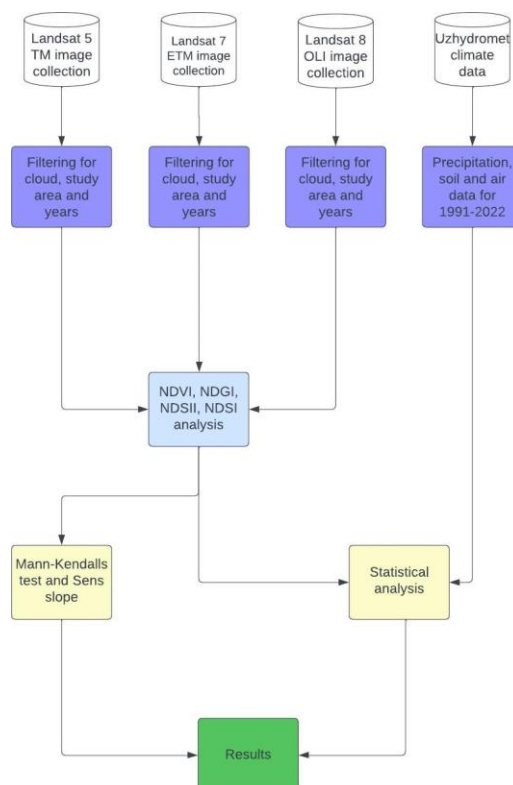 Landsat 5
TM image
collection
Landsat 7
ETM image
collection
Landsat 8
OLI image
collection
Uzhydromet
climate
data
Filtering for
cloud, study
area and
years
Filtering for
cloud, study
area and
years
Filtering for
cloud, study
area and
years
Precipitation,
soil and air
data for
1991-2022
NDVI, NDGI,
NDSII, NDSI
analysis
Mann-Kendalls
test and Sens
slope
Statistical
analysis
Results